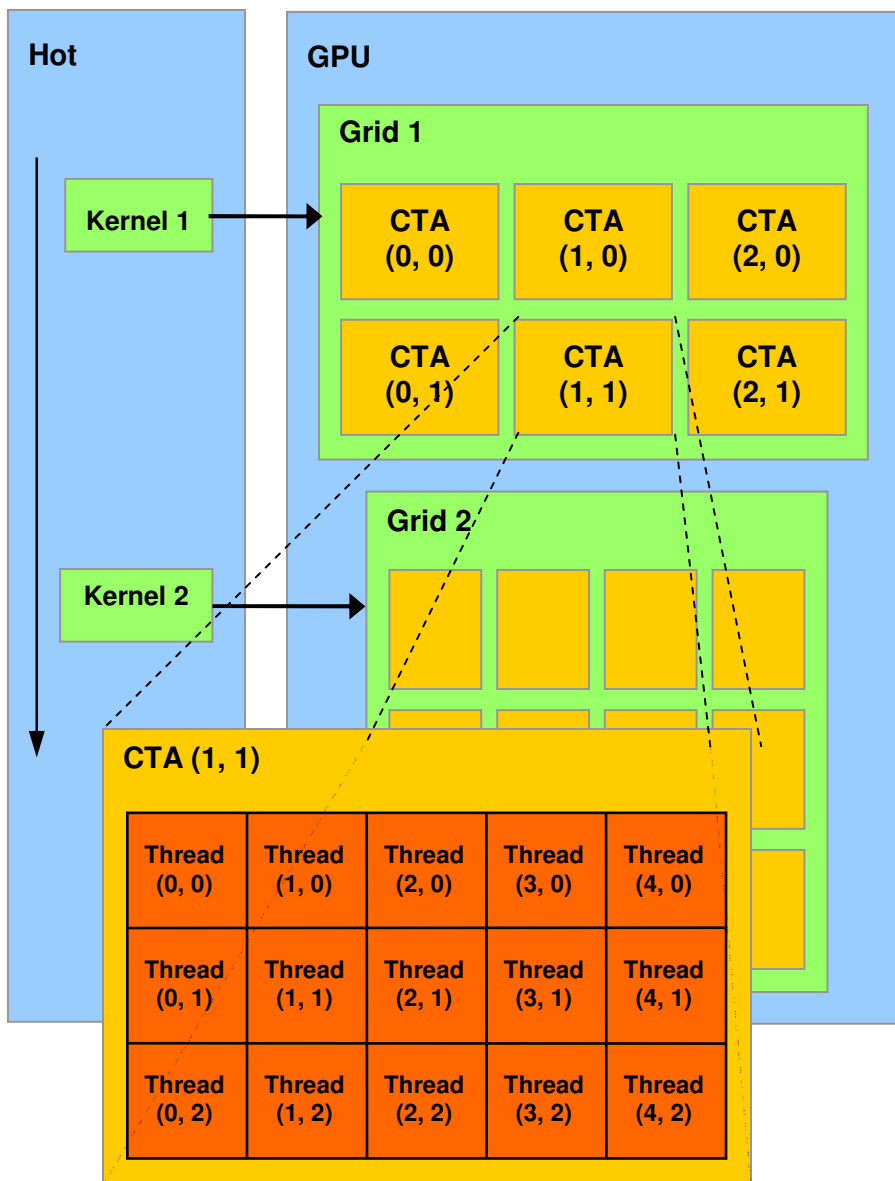 Hot
GPU
Grid 1
Kernel 1
CTA
(0, 0)
CTA
(1, 0)
CTA
(2, 0)
CTA
(0, 1)
CTA
(1, 1)
CTA
(2, 1)
Grid 2
Kernel 2
CTA (1, 1)
Thread
(0, 0)
Thread
(1, 0)
Thread
(2, 0)
Thread
(3, 0)
Thread
(4, 0)
Thread
(0, 1)
Thread
(1, 1)
Thread
(2, 1)
Thread
(3, 1)
Thread
(4, 1)
Thread
(0, 2)
Thread
(1, 2)
Thread
(2, 2)
Thread
(3, 2)
Thread
(4, 2)